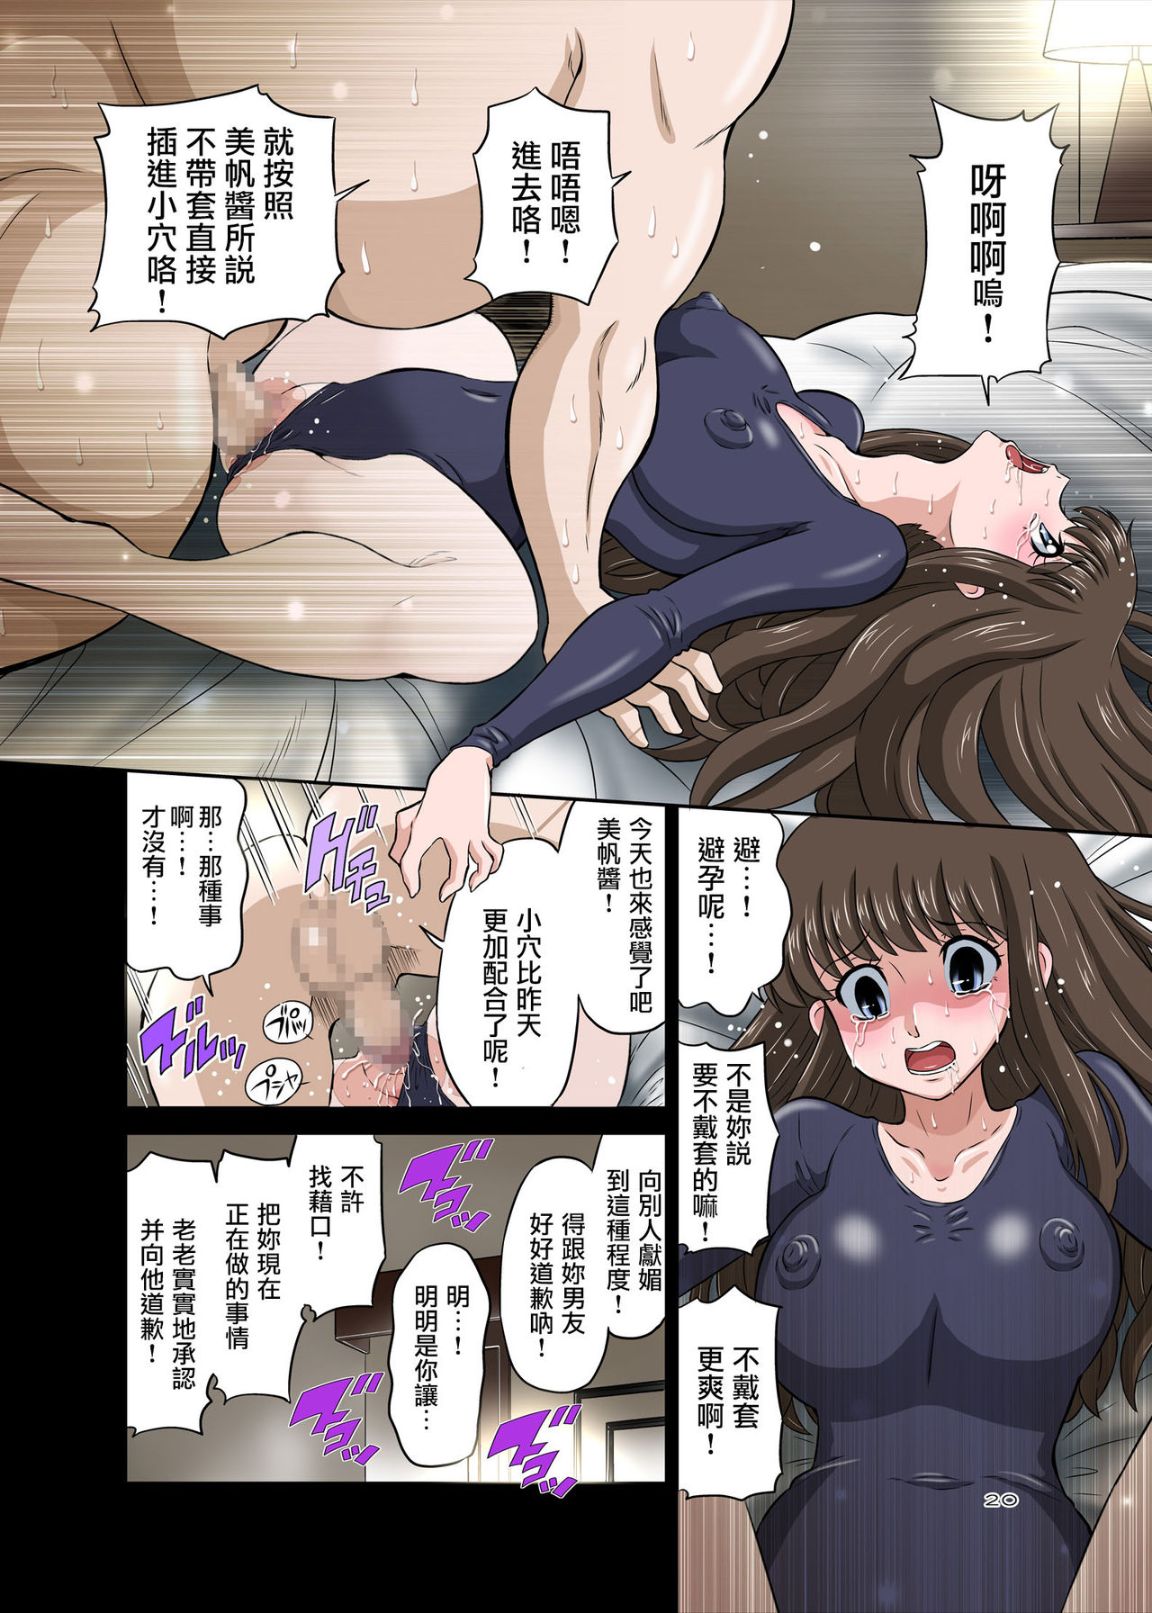 呀啊啊嗚！
唔唔嗯！
進去咯！
就按照
美帆醬所說
不帶套直接
插進小穴咯！
避…！
避孕呢…！
不是妳說
要不戴套的嘛！
不戴套
更爽啊！
今天也來感覺了吧
美帆醬！
小穴比昨天
更加配合了呢！
那…那種事
啊…！
才沒有…！
向別人獻媚
到這種程度！
得跟妳男友
好好道歉吶！
明…！
明明是你讓…
不許
找藉口！
把妳現在
正在做的事情
老老實實地承認
并向他道歉！
20